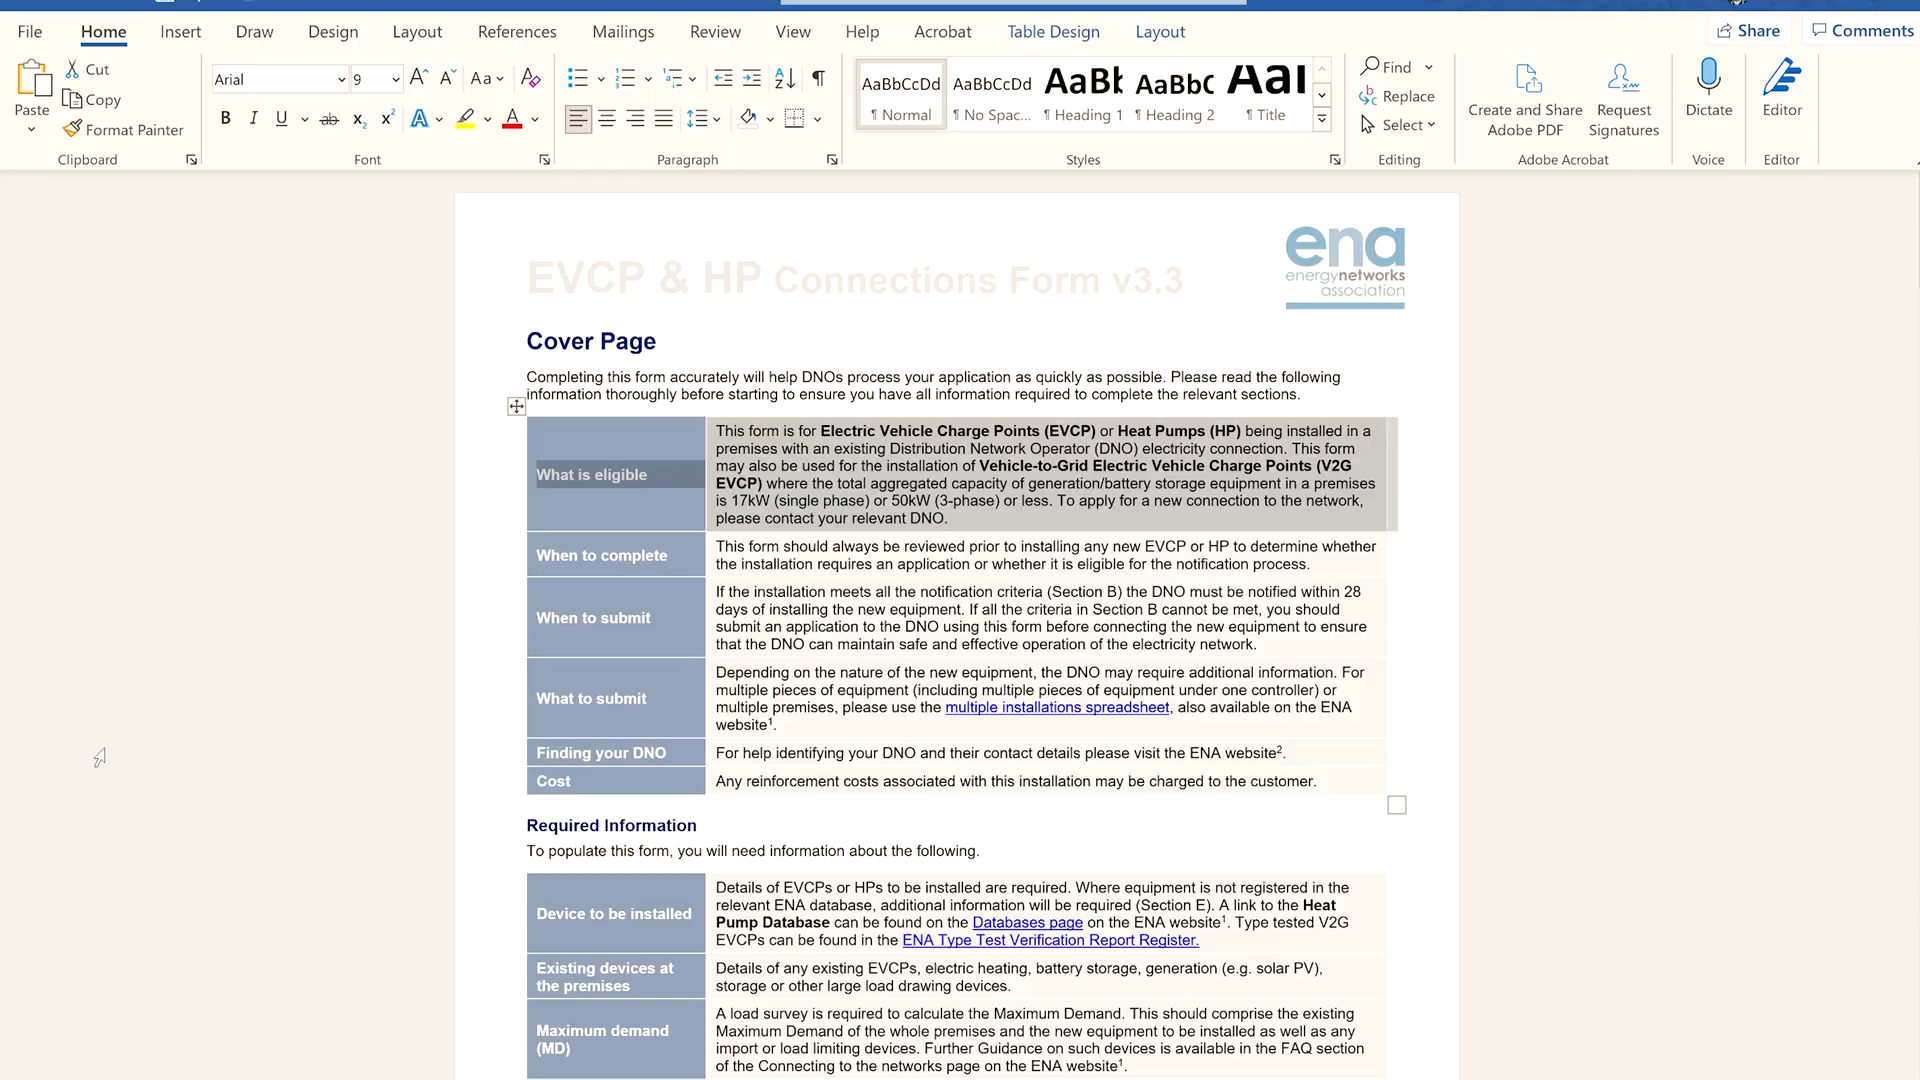 File Home Insert Draw Design Layout References Mailings Review View Help Acrobat Table Design Layout Share Comments
Paste Cut Copy Format Painter
Clipboard
Arial 9 Aa
B I U ab x₂ x² A A
Font
Paragraph
AaBbCcDd AaBbCcDd AaBb AaBbC AaI
¶ Normal ¶ No Spac... ¶ Heading 1 ¶ Heading 2 ¶ Title
Styles
Find
Replace
Select
Editing
Create and Share Adobe PDF
Request Signatures
Adobe Acrobat
Dictate
Voice
Editor
Editor
EVCP & HP Connections Form v3.3
ena
energynetworks
association
Cover Page
Completing this form accurately will help DNOs process your application as quickly as possible. Please read the following
information thoroughly before starting to ensure you have all information required to complete the relevant sections.
What is eligible
This form is for Electric Vehicle Charge Points (EVCP) or Heat Pumps (HP) being installed in a
premises with an existing Distribution Network Operator (DNO) electricity connection. This form
may also be used for the installation of Vehicle-to-Grid Electric Vehicle Charge Points (V2G
EVCP) where the total aggregated capacity of generation/battery storage equipment in a premises
is 17kW (single phase) or 50kW (3-phase) or less. To apply for a new connection to the network,
please contact your relevant DNO.
When to complete
This form should always be reviewed prior to installing any new EVCP or HP to determine whether
the installation requires an application or whether it is eligible for the notification process.
When to submit
If the installation meets all the notification criteria (Section B) the DNO must be notified within 28
days of installing the new equipment. If all the criteria in Section B cannot be met, you should
submit an application to the DNO using this form before connecting the new equipment to ensure
that the DNO can maintain safe and effective operation of the electricity network.
What to submit
Depending on the nature of the new equipment, the DNO may require additional information. For
multiple pieces of equipment (including multiple pieces of equipment under one controller) or
multiple premises, please use the multiple installations spreadsheet, also available on the ENA
website¹.
Finding your DNO
For help identifying your DNO and their contact details please visit the ENA website².
Cost
Any reinforcement costs associated with this installation may be charged to the customer.
Required Information
To populate this form, you will need information about the following.
Device to be installed
Details of EVCPs or HPs to be installed are required. Where equipment is not registered in the
relevant ENA database, additional information will be required (Section E). A link to the Heat
Pump Database can be found on the Databases page on the ENA website¹. Type tested V2G
EVCPs can be found in the ENA Type Test Verification Report Register.
Existing devices at
the premises
Details of any existing EVCPs, electric heating, battery storage, generation (e.g. solar PV),
storage or other large load drawing devices.
Maximum demand
(MD)
A load survey is required to calculate the Maximum Demand. This should comprise the existing
Maximum Demand of the whole premises and the new equipment to be installed as well as any
import or load limiting devices. Further Guidance on such devices is available in the FAQ section
of the Connecting to the networks page on the ENA website¹.